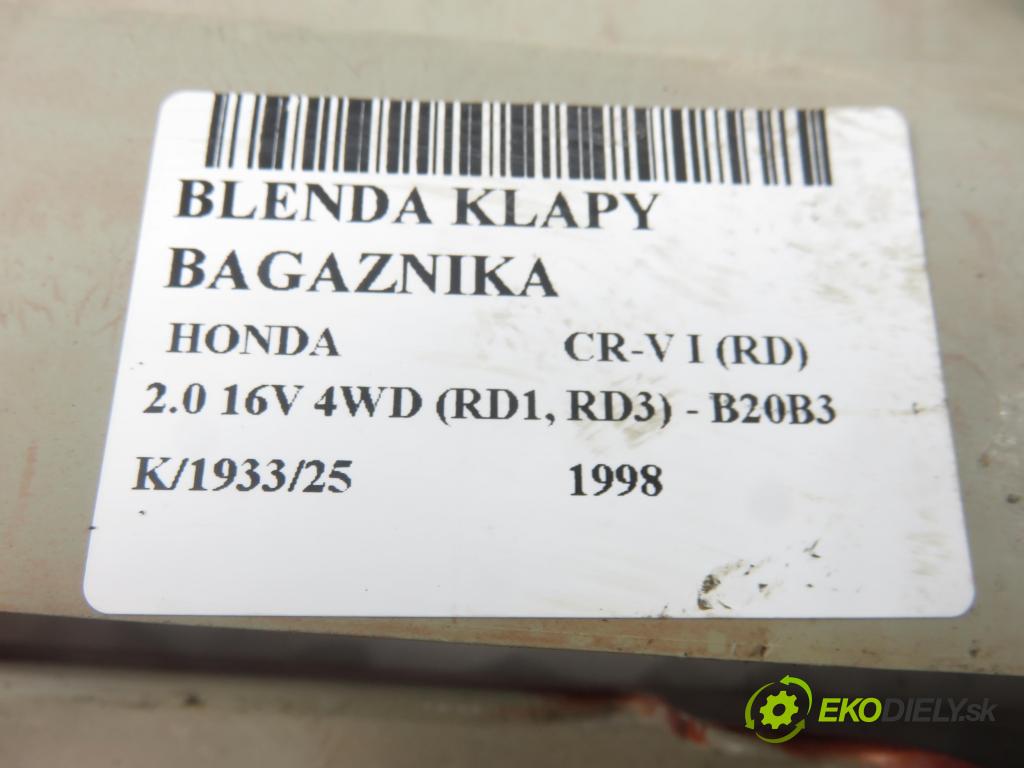 BLENDA KLAPY
BAGAZNIKA
HONDA CR-V I (RD)
2.0 16V 4WD (RD1, RD3) - B20B3
K/1933/25 1998
EKODIELY.sk